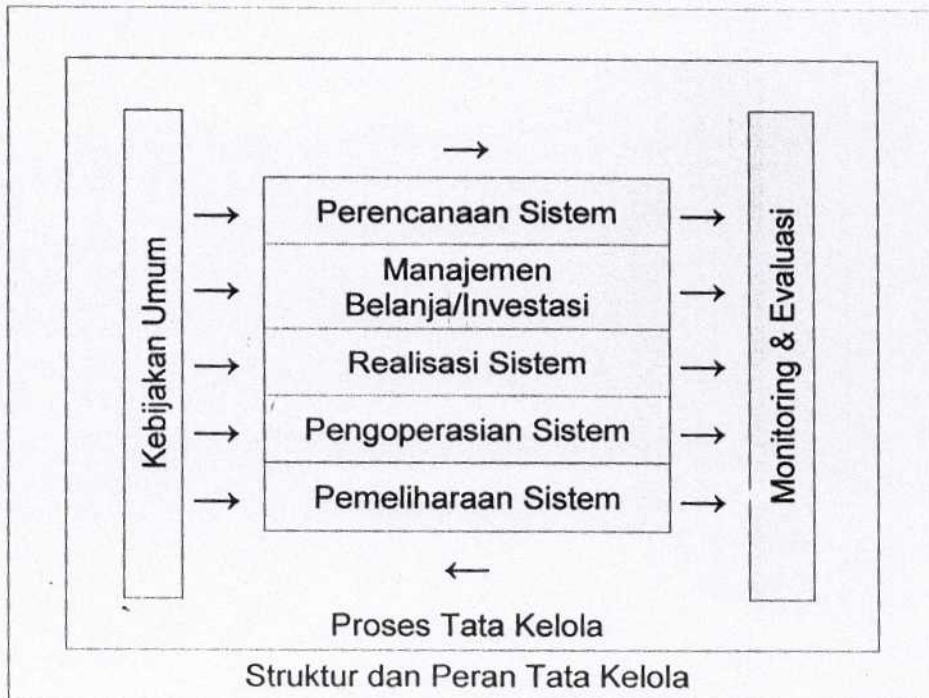 Kebijakan Umum
Perencanaan Sistem
Manajemen
Belanja/Investasi
Realisasi Sistem
Pengoperasian Sistem
Pemeliharaan Sistem
Monitoring & Evaluasi
Proses Tata Kelola
Struktur dan Peran Tata Kelola